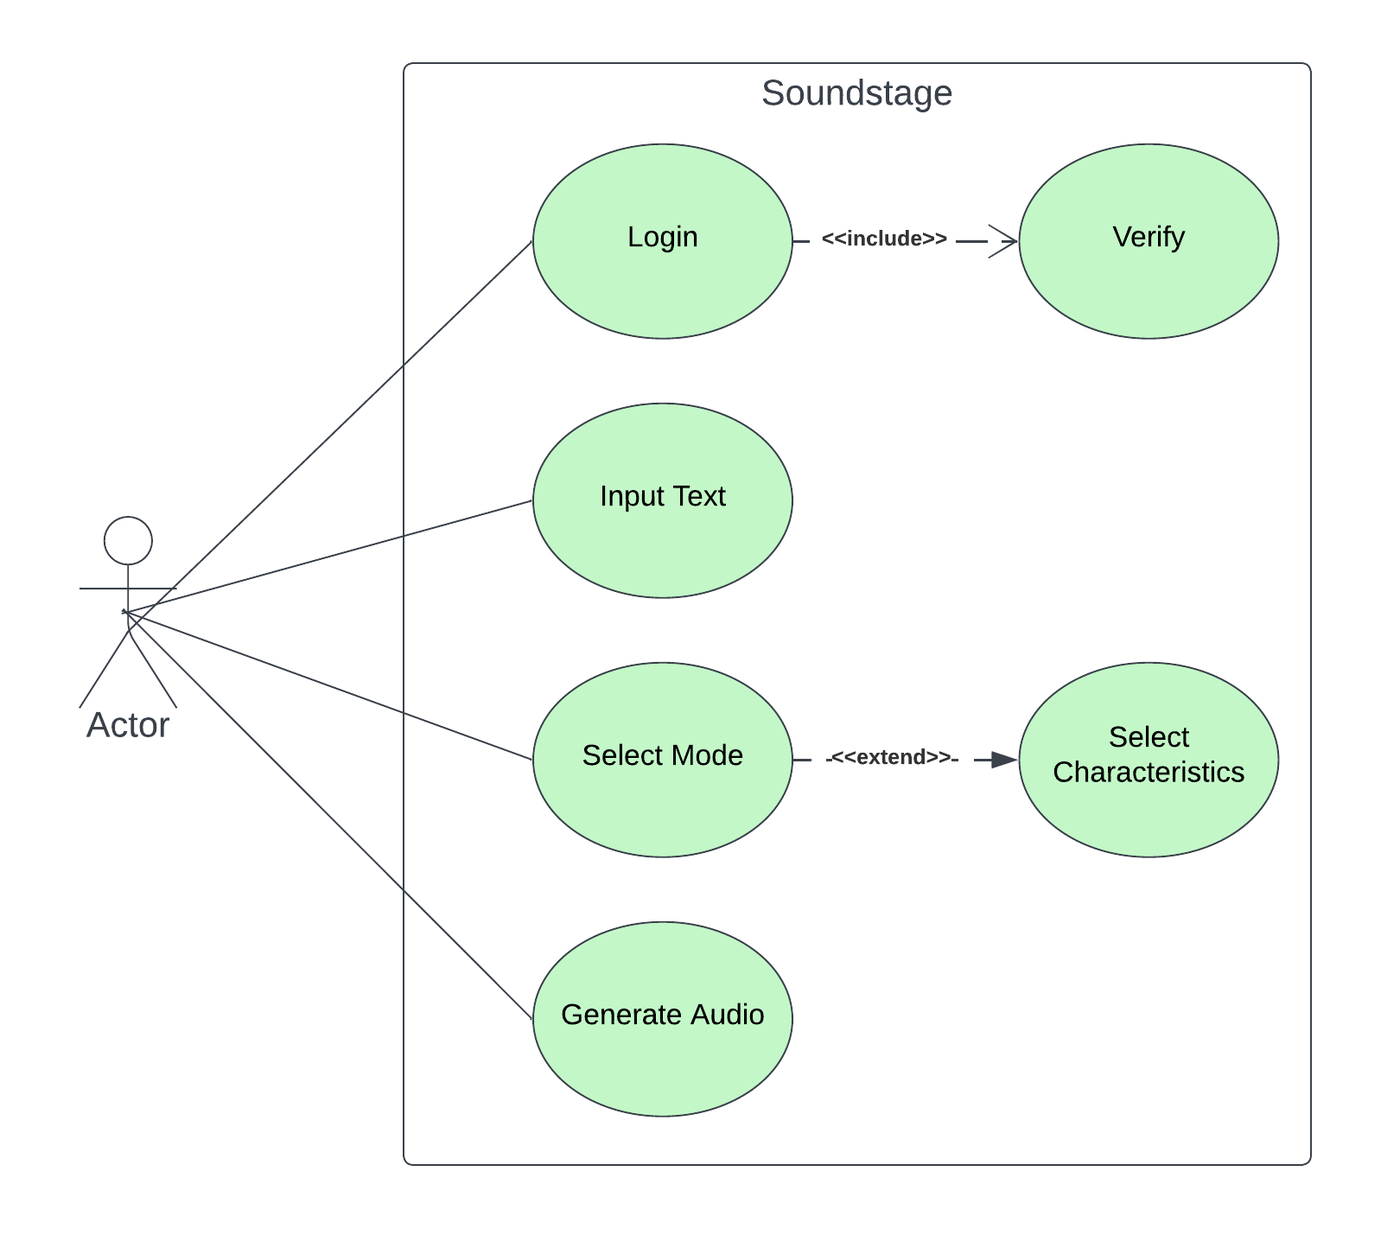 Soundstage
Login
<<include>>
Verify
Input Text
Actor
Select Mode
<<extend>>
Select
Characteristics
Generate Audio